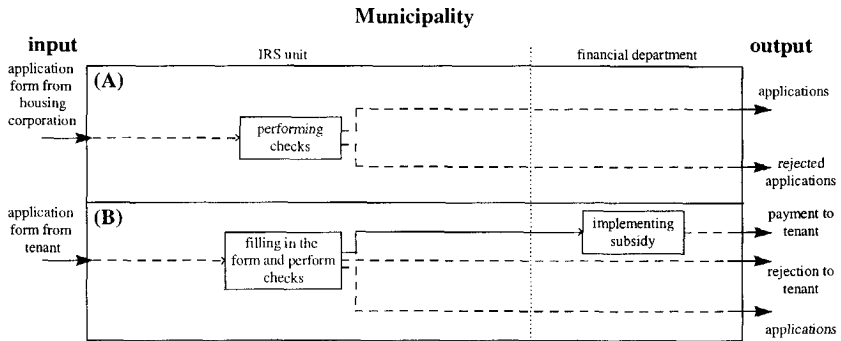 Municipality
input
IRS unit
financial department
output
application
form from
housing
corporation
(A)
performing
checks
applications
rejected
applications
application
form from
tenant
(B)
filling in the
form and perform
checks
implementing
subsidy
payment to
tenant
rejection to
tenant
applications